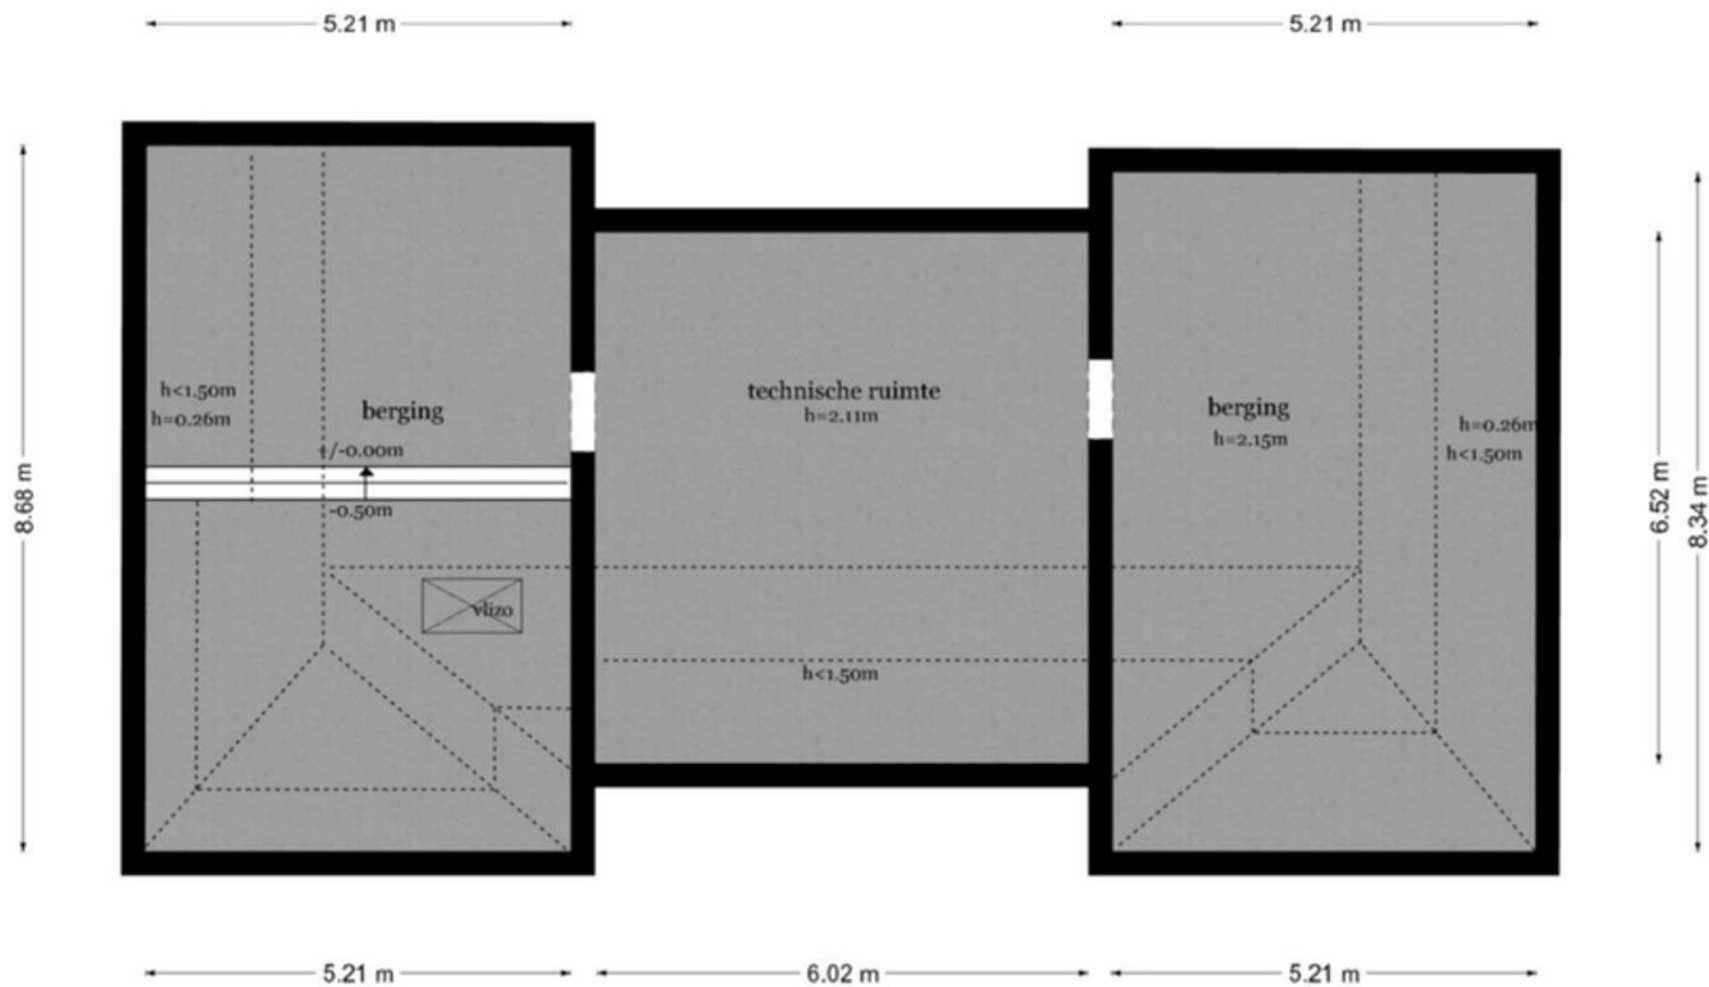 5.21 m
5.21 m
h<1.50m
h=0.26m
berging
+/-0.00m
-0.50m
vlizo
technische ruimte
h=2.11m
h<1.50m
berging
h=2.15m
h=0.26m
h<1.50m
8.68 m
6.52 m
8.34 m
5.21 m
6.02 m
5.21 m